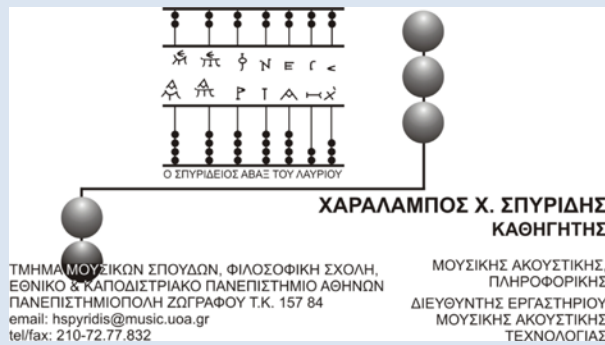 Ο ΣΠΥΡΙΔΕΙΟΣ ΑΒΑΞ ΤΟΥ ΛΑΥΡΙΟΥ
ΧΑΡΑΛΑΜΠΟΣ Χ. ΣΠΥΡΙΔΗΣ
ΚΑΘΗΓΗΤΗΣ
ΤΜΗΜΑ ΜΟΥΣΙΚΩΝ ΣΠΟΥΔΩΝ, ΦΙΛΟΣΟΦΙΚΗ ΣΧΟΛΗ,
ΕΘΝΙΚΟ & ΚΑΠΟΔΙΣΤΡΙΑΚΟ ΠΑΝΕΠΙΣΤΗΜΙΟ ΑΘΗΝΩΝ
ΠΑΝΕΠΙΣΤΗΜΙΟΠΟΛΗ ΖΩΓΡΑΦΟΥ Τ.Κ. 157 84
email: hspyridis@music.uoa.gr
tel/fax: 210-72.77.832
ΜΟΥΣΙΚΗΣ ΑΚΟΥΣΤΙΚΗΣ,
ΠΛΗΡΟΦΟΡΙΚΗΣ
ΔΙΕΥΘΥΝΤΗΣ ΕΡΓΑΣΤΗΡΙΟΥ
ΜΟΥΣΙΚΗΣ ΑΚΟΥΣΤΙΚΗΣ
ΤΕΧΝΟΛΟΓΙΑΣ